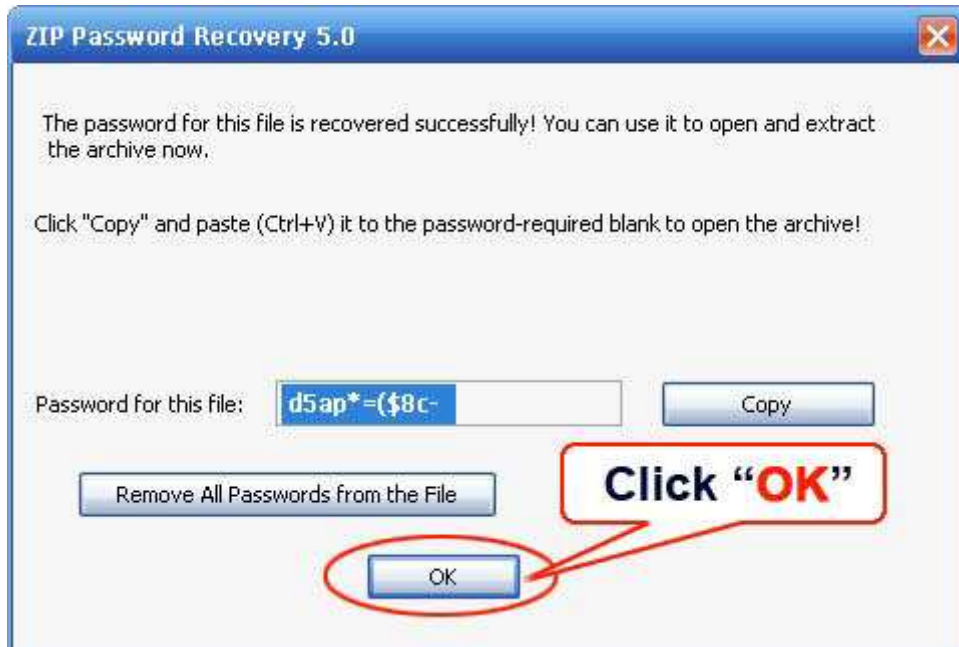 ZIP Password Recovery 5.0
The password for this file is recovered successfully! You can use it to open and extract
the archive now.
Click "Copy" and paste (Ctrl+V) it to the password-required blank to open the archive!
Password for this file: d5ap*=($8c- Copy
Click “OK”
Remove All Passwords from the File
OK